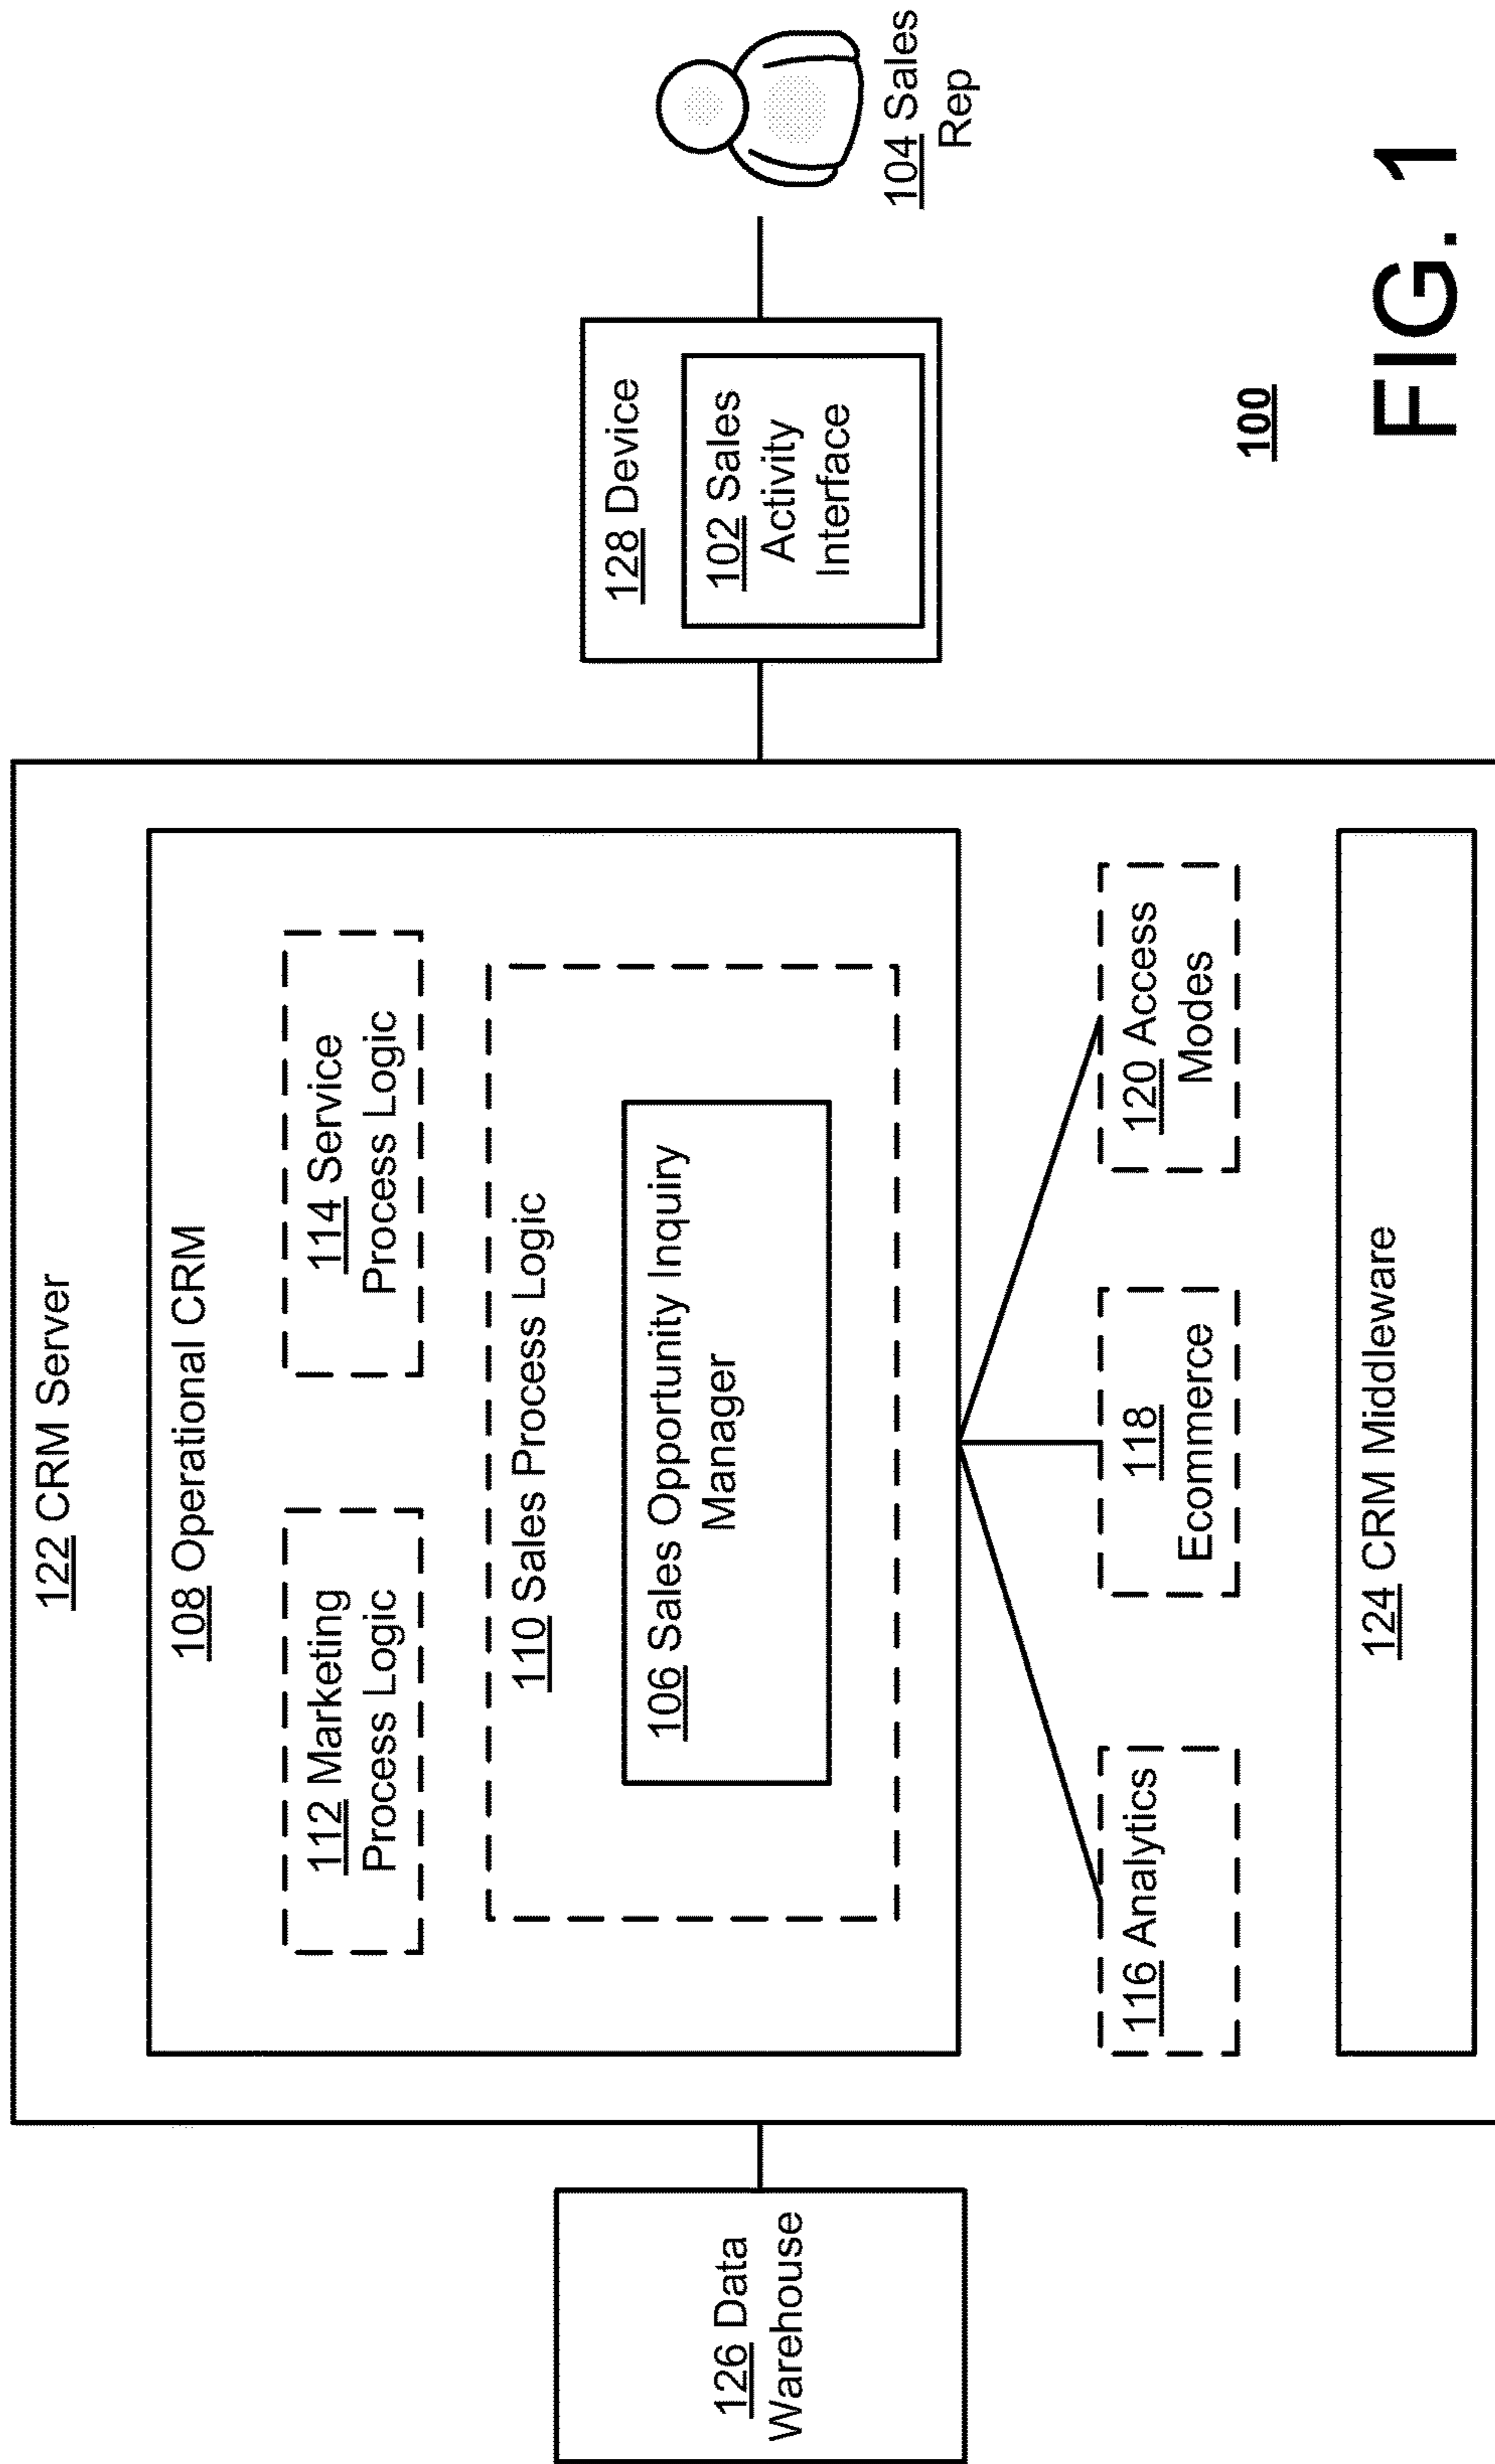 122 CRM Server
108 Operational CRM
112 Marketing
Process Logic
114 Service
Process Logic
110 Sales Process Logic
106 Sales Opportunity Inquiry
Manager
116 Analytics
118
Ecommerce
120 Access
Modes
124 CRM Middleware
126 Data
Warehouse
128 Device
102 Sales
Activity
Interface
104 Sales
Rep
100
FIG. 1